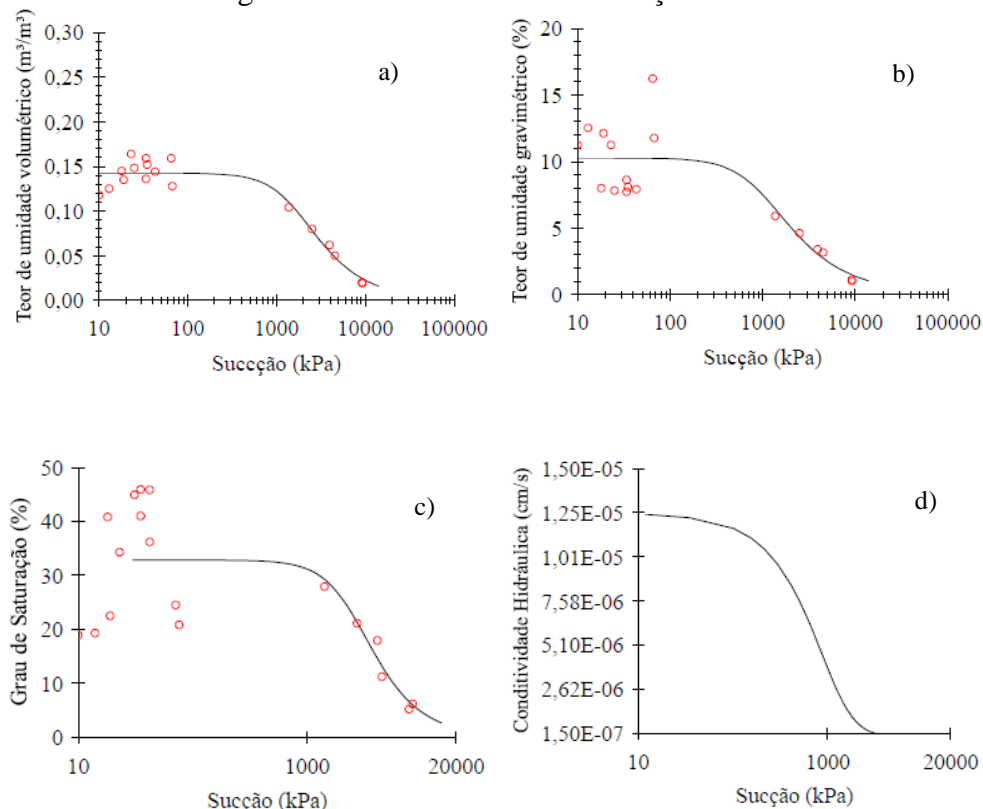 Teor de umidade volumétrico (m³/m³)
0,30
0,25
0,20
0,15
0,10
0,05
0,00
a)
10 100 1000 10000 100000
Succção (kPa)
Teor de umidade gravimétrico (%)
20
15
10
5
0
b)
10 100 1000 10000 100000
Sucção (kPa)
Grau de Saturação (%)
50
40
30
20
10
0
c)
10 1000 20000
Sucção (kPa)
Conditividade Hidráulica (cm/s)
1,50E-05
1,25E-05
1,01E-05
7,58E-06
5,10E-06
2,62E-06
1,50E-07
d)
10 1000 20000
Sucção (kPa)